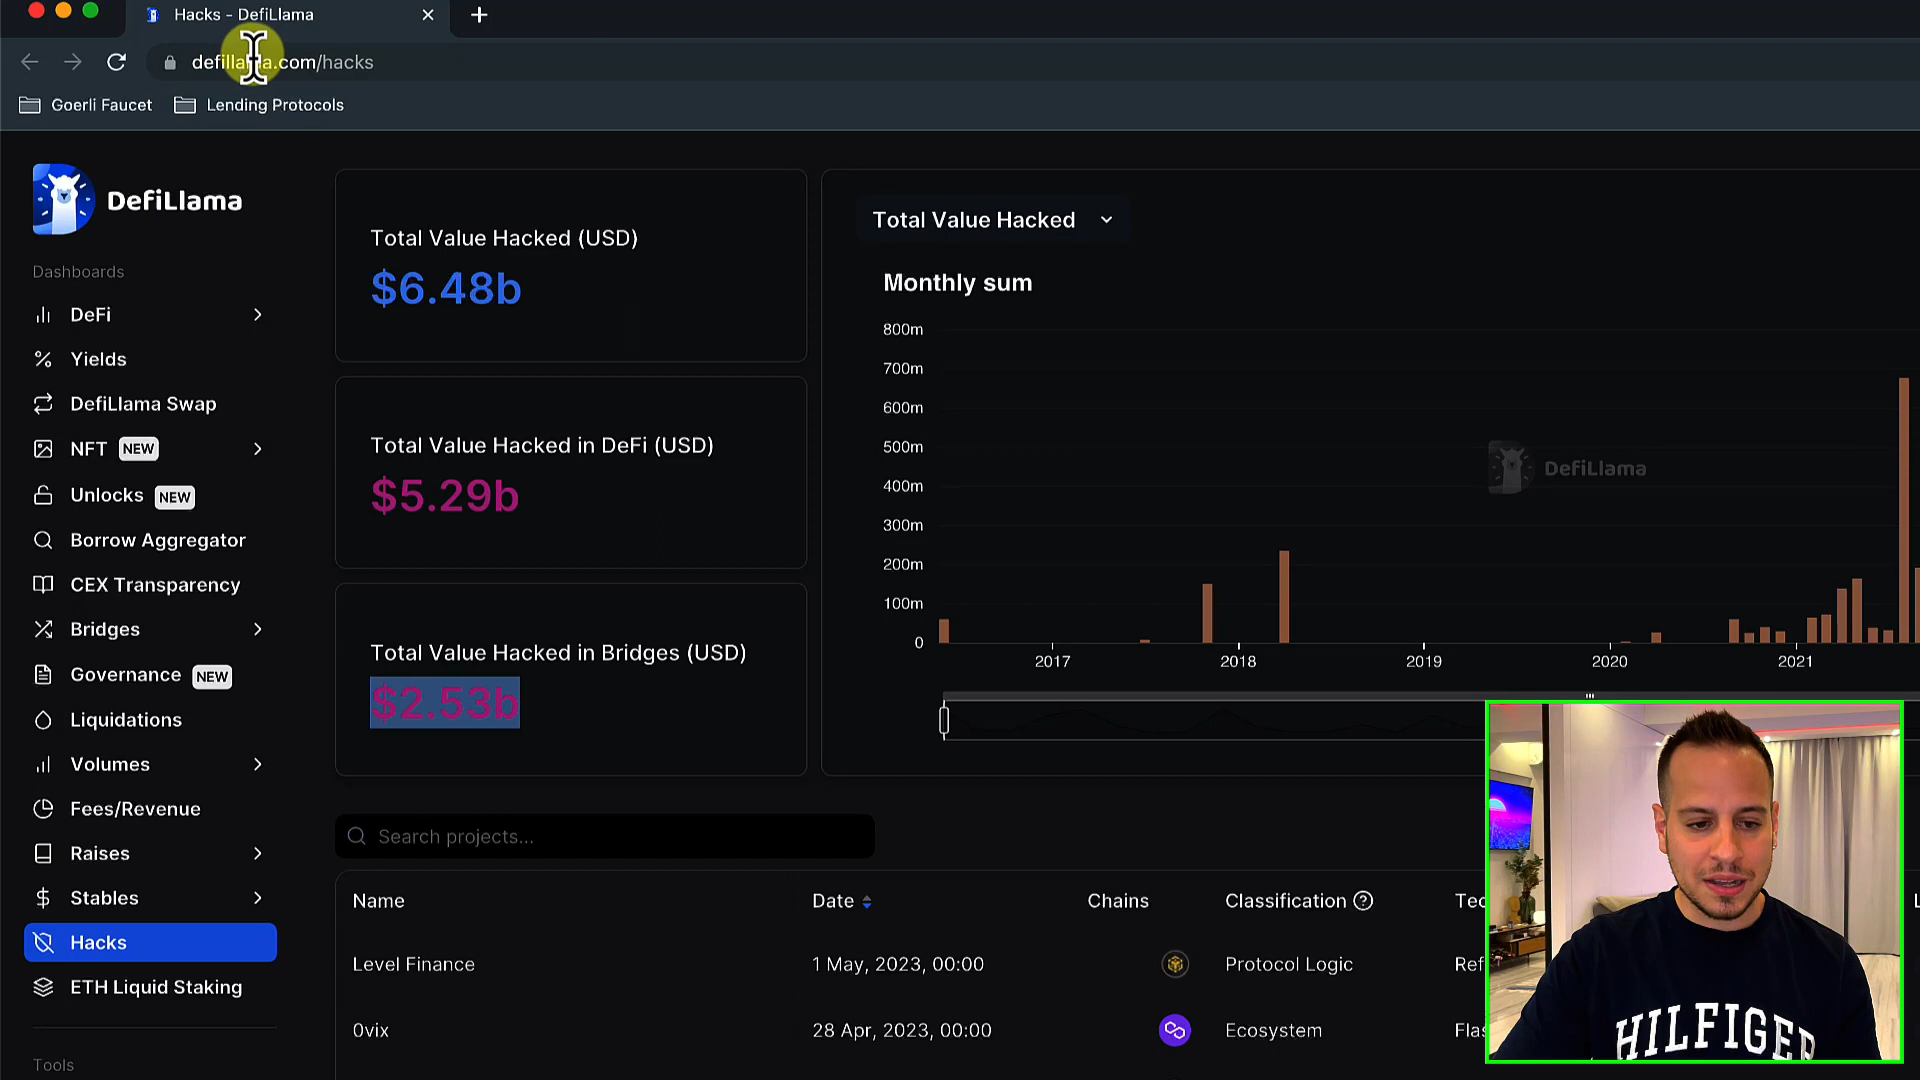 Hacks - DefiLlama
defillama.com/hacks
Goerli Faucet
Lending Protocols
DefiLlama
Dashboards
DeFi
Yields
DefiLlama Swap
NFT NEW
Unlocks NEW
Borrow Aggregator
CEX Transparency
Bridges
Governance NEW
Liquidations
Volumes
Fees/Revenue
Raises
Stables
Hacks
ETH Liquid Staking
Tools
Total Value Hacked (USD)
$6.48b
Total Value Hacked in DeFi (USD)
$5.29b
Total Value Hacked in Bridges (USD)
$2.53b
Total Value Hacked
Monthly sum
800m
700m
600m
500m
400m
300m
200m
100m
0
2017 2018 2019 2020 2021
DefiLlama
Search projects...
Name Date Chains Classification
Level Finance 1 May, 2023, 00:00 Protocol Logic
0vix 28 Apr, 2023, 00:00 Ecosystem
HILFIGER